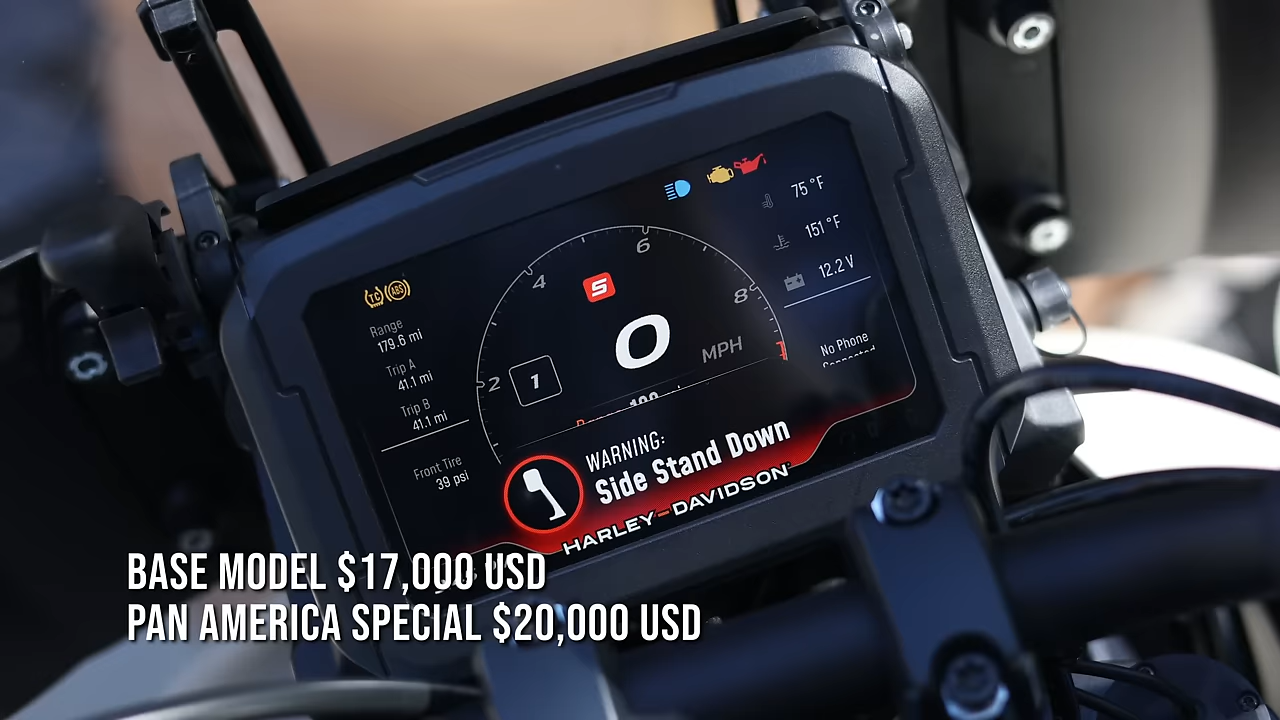 TC ABS
Range
179.6 mi
Trip A
41.1 mi
Trip B
41.1 mi
Front Tire
39 psi
2
4
6
8
S
1
0
MPH
75 °F
151 °F
12.2 V
No Phone
Connected
WARNING:
Side Stand Down
HARLEY-DAVIDSON
BASE MODEL $17,000 USD
PAN AMERICA SPECIAL $20,000 USD